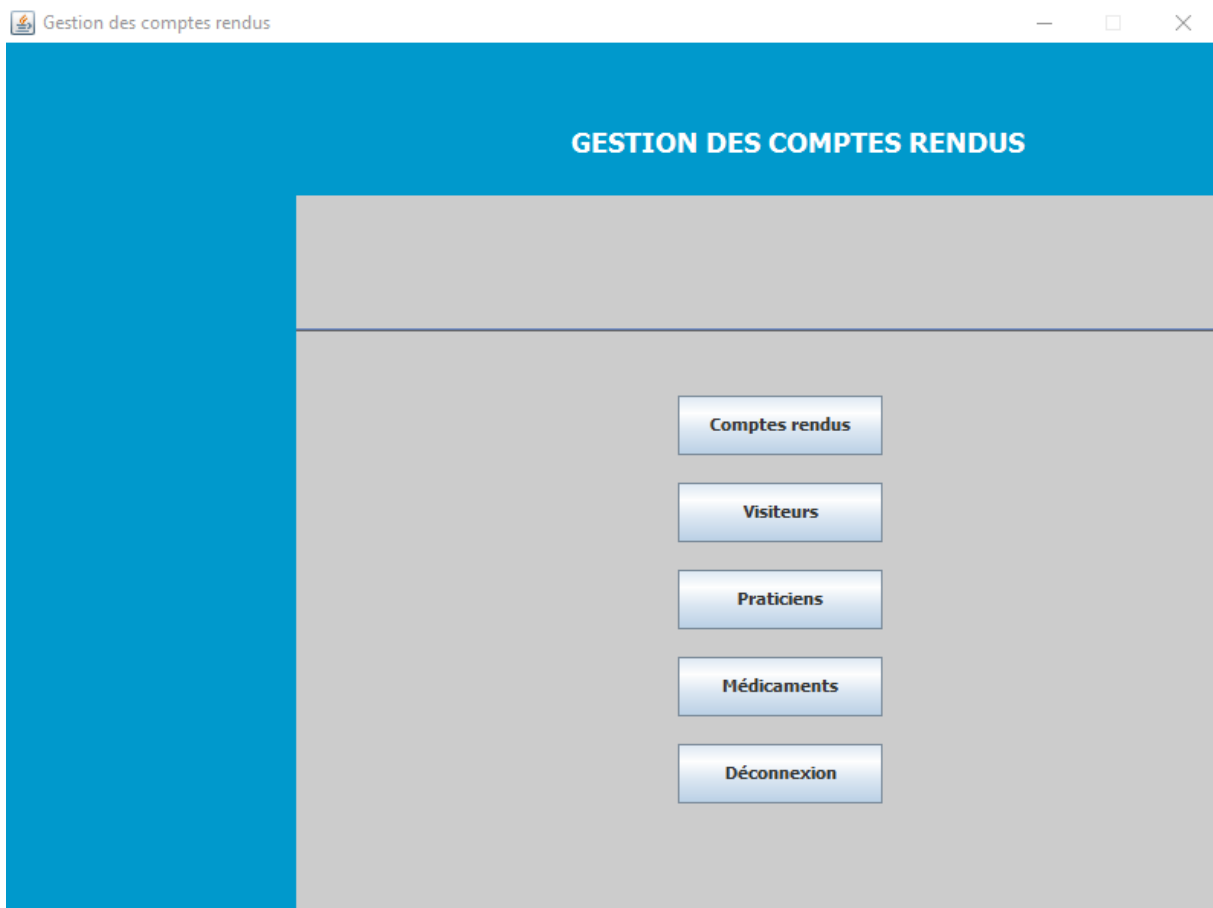 Gestion des comptes rendus
GESTION DES COMPTES RENDUS
Comptes rendus
Visiteurs
Praticiens
Médicaments
Déconnexion